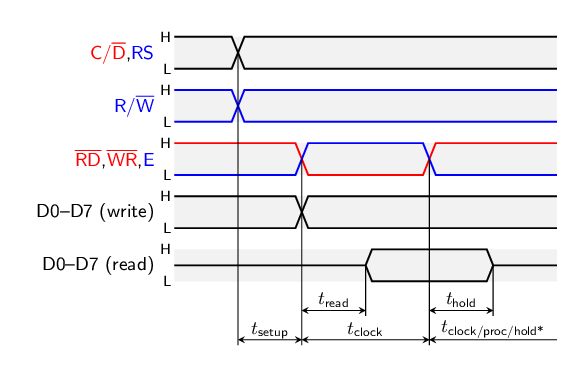 H
C/D̅,RS
L
H
R/W̅
L
H
R̅D̅,W̅R̅,E
L
H
D0–D7 (write)
L
H
D0–D7 (read)
L
t_read t_hold
t_setup t_clock t_clock/proc/hold*